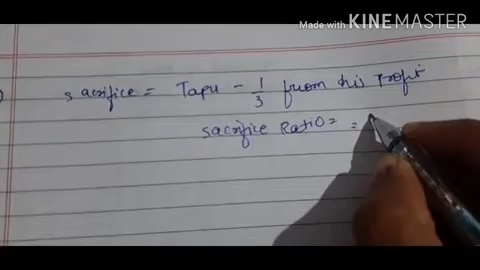 Made with KINEMASTER
sacrifice = Tapu - 1/3 from his Profit
sacrifice Ratio = =